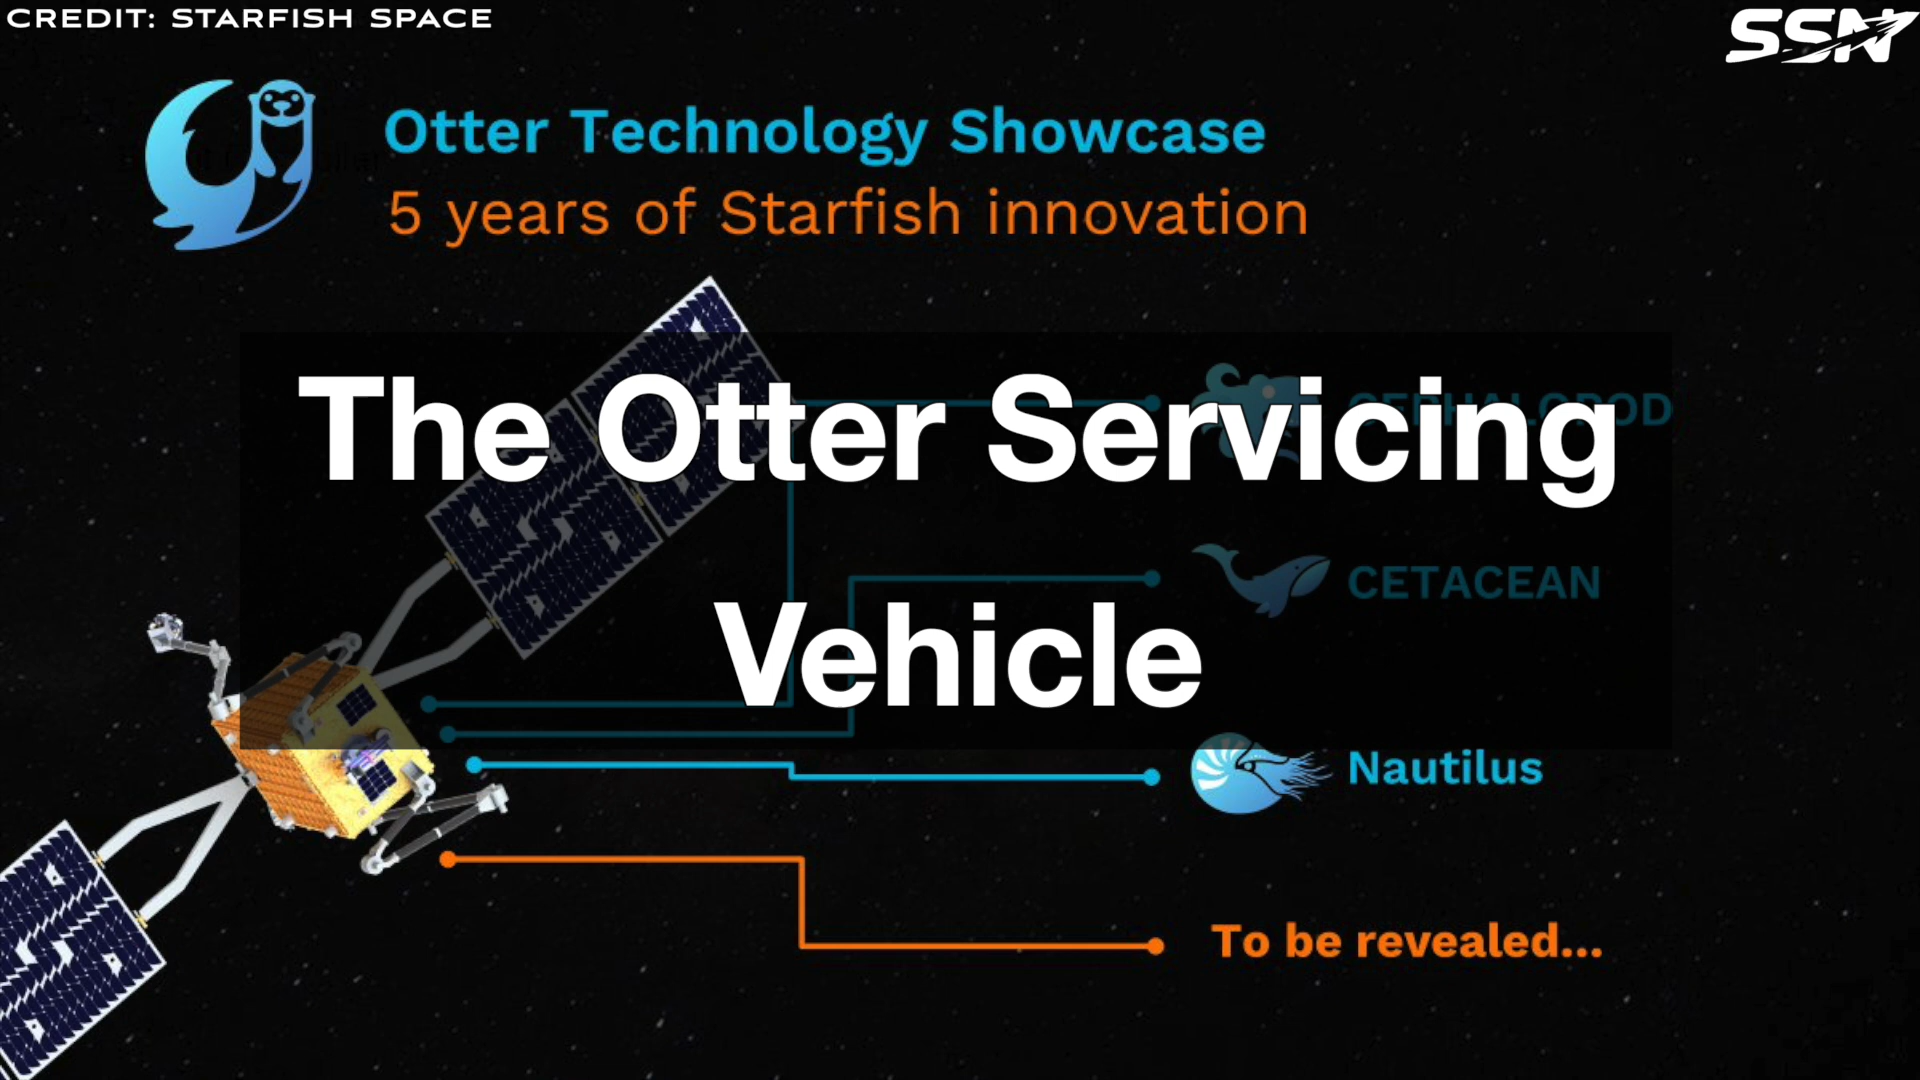 CREDIT: STARFISH SPACE
SSN
Otter Technology Showcase
5 years of Starfish innovation
The Otter Servicing
Vehicle
CEPHALOPOD
CETACEAN
Nautilus
To be revealed...